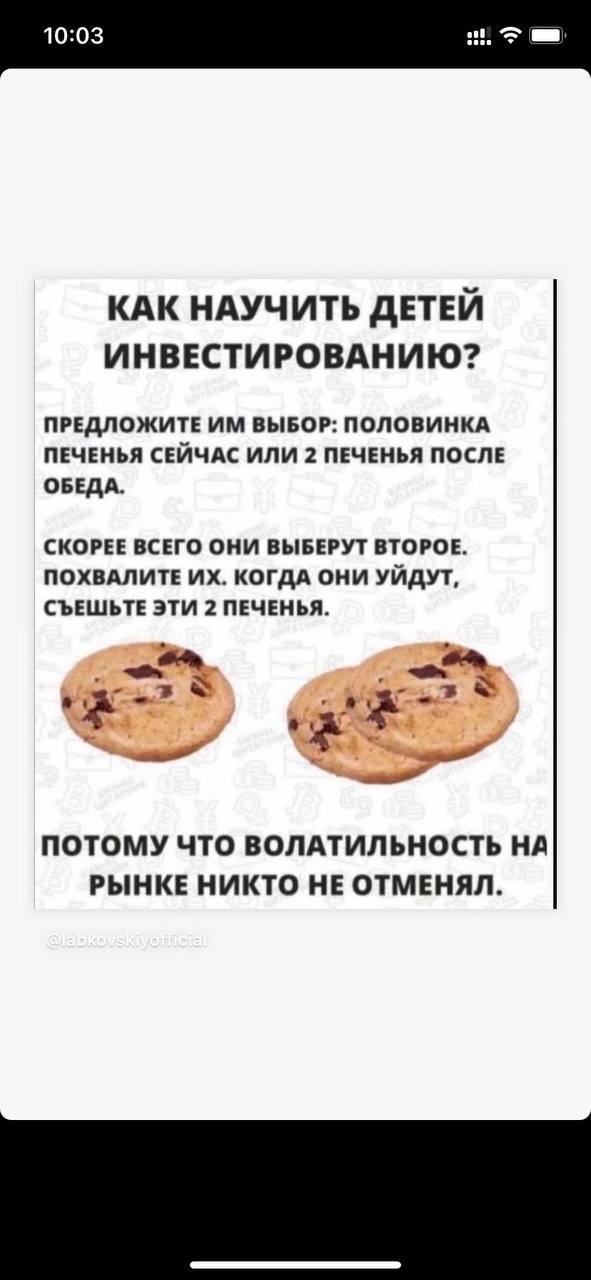 10:03
КАК НАУЧИТЬ ДЕТЕЙ
ИНВЕСТИРОВАНИЮ?
ПРЕДЛОЖИТЕ ИМ ВЫБОР: ПОЛОВИНКА
ПЕЧЕНЬЯ СЕЙЧАС ИЛИ 2 ПЕЧЕНЬЯ ПОСЛЕ
ОБЕДА.
СКОРЕЕ ВСЕГО ОНИ ВЫБЕРУТ ВТОРОЕ.
ПОХВАЛИТЕ ИХ. КОГДА ОНИ УЙДУТ,
СЪЕШЬТЕ ЭТИ 2 ПЕЧЕНЬЯ.
ПОТОМУ ЧТО ВОЛАТИЛЬНОСТЬ НА
РЫНКЕ НИКТО НЕ ОТМЕНЯЛ.
@labkovskiyofficial